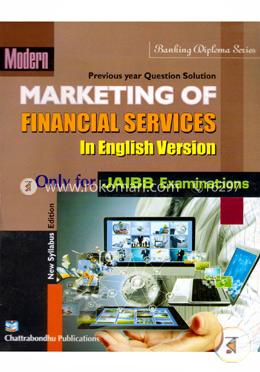 Banking Diploma Series
Modern
Previous year Question Solution
MARKETING OF
FINANCIAL SERVICES
In English Version
Only for JAIBB Examinations
New Syllabus Edition
Chattrabondhu Publications